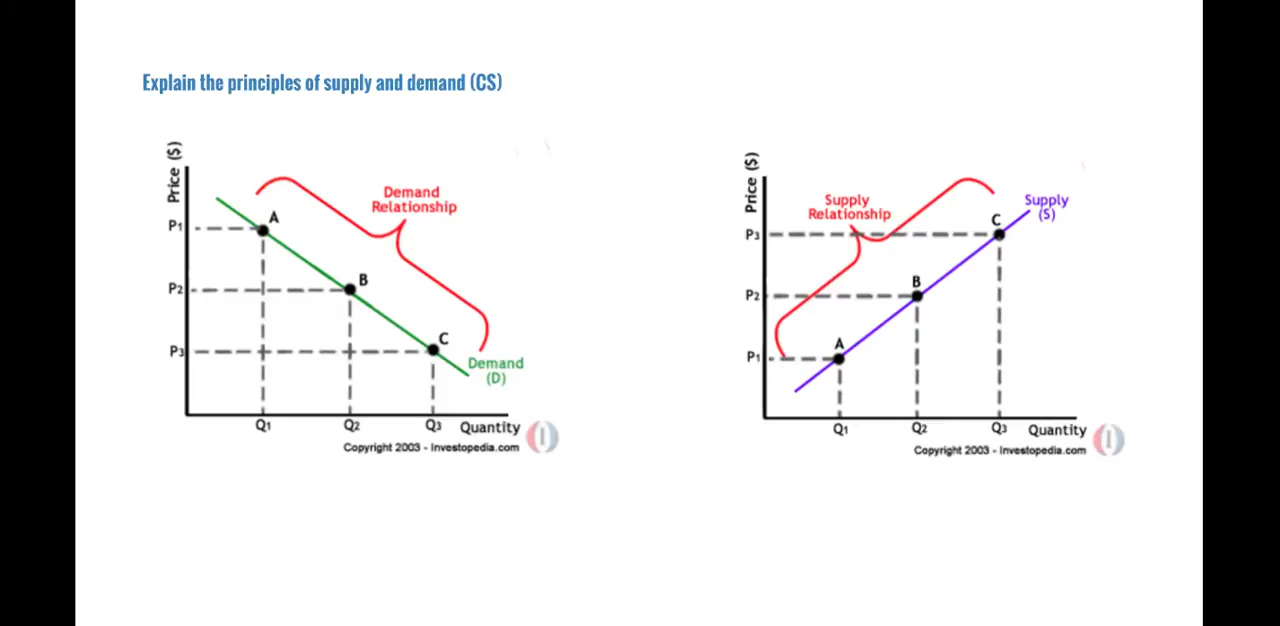 Explain the principles of supply and demand (CS)
Price ($)
Demand
Relationship
P1
A
P2
B
P3
C
Demand
(D)
Q1
Q2
Q3
Quantity
Copyright 2003 - Investopedia.com
Price ($)
Supply
Relationship
Supply
(S)
P3
C
P2
B
P1
A
Q1
Q2
Q3
Quantity
Copyright 2003 - Investopedia.com